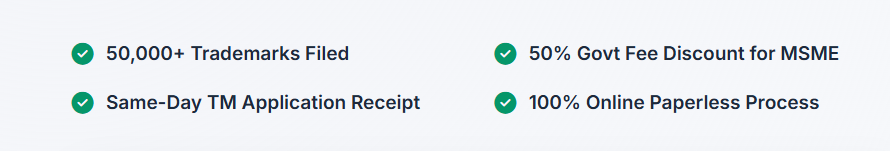 50,000+ Trademarks Filed
50% Govt Fee Discount for MSME
Same-Day TM Application Receipt
100% Online Paperless Process